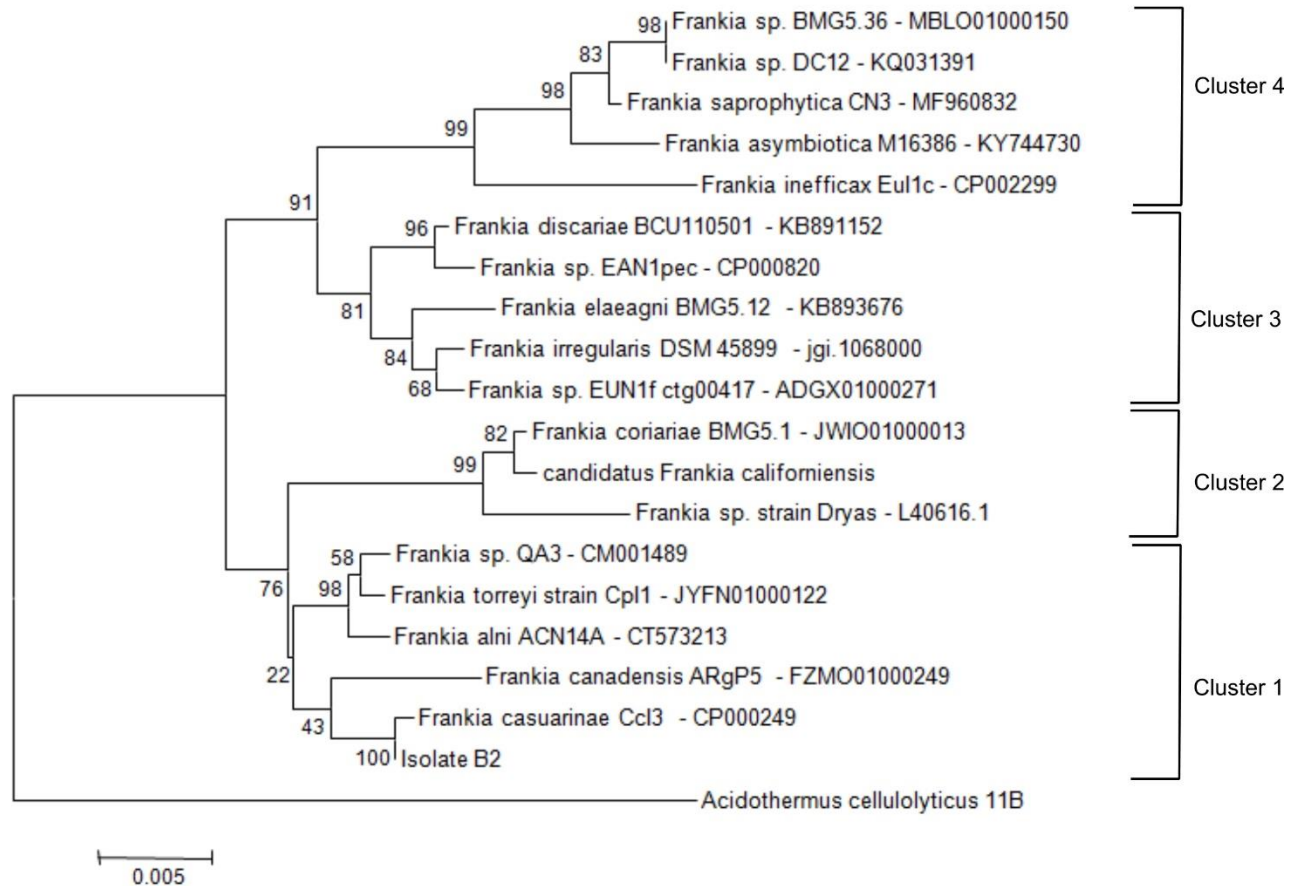 98 Frankia sp. BMG5.36 - MBLO01000150
83
Frankia sp. DC12 - KQ031391
Cluster 4
98
Frankia saprophytica CN3 - MF960832
99
Frankia asymbiotica M16386 - KY744730
Frankia inefficax EuI1c - CP002299
91
96 Frankia discariae BCU110501 - KB891152
Frankia sp. EAN1pec - CP000820
81
Frankia elaeagni BMG5.12 - KB893676
Cluster 3
84
Frankia irregularis DSM 45899 - jgi.1068000
68 Frankia sp. EUN1f ctg00417 - ADGX01000271
82 Frankia coriariae BMG5.1 - JWIO01000013
99
candidatus Frankia californiensis
Cluster 2
Frankia sp. strain Dryas - L40616.1
58 Frankia sp. QA3 - CM001489
76
98 Frankia torreyi strain CpI1 - JYFN01000122
Frankia alni ACN14A - CT573213
22
Frankia canadensis ARgP5 - FZMO01000249
Cluster 1
43
Frankia casuarinae CcI3 - CP000249
100 Isolate B2
Acidothermus cellulolyticus 11B
0.005